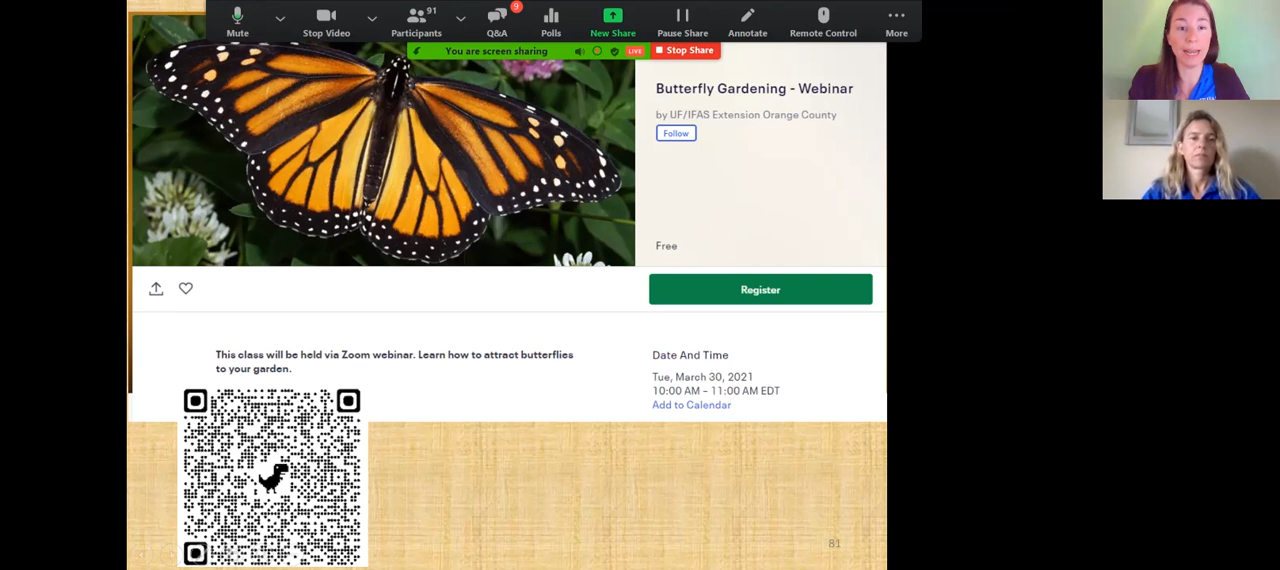 91
9
Mute
Stop Video
Participants
Q&A
Polls
New Share
Pause Share
Annotate
Remote Control
More
You are screen sharing
LIVE
Stop Share
Butterfly Gardening - Webinar
by UF/IFAS Extension Orange County
Follow
Free
Register
This class will be held via Zoom webinar. Learn how to attract butterflies
to your garden.
Date And Time
Tue, March 30, 2021
10:00 AM – 11:00 AM EDT
Add to Calendar
81